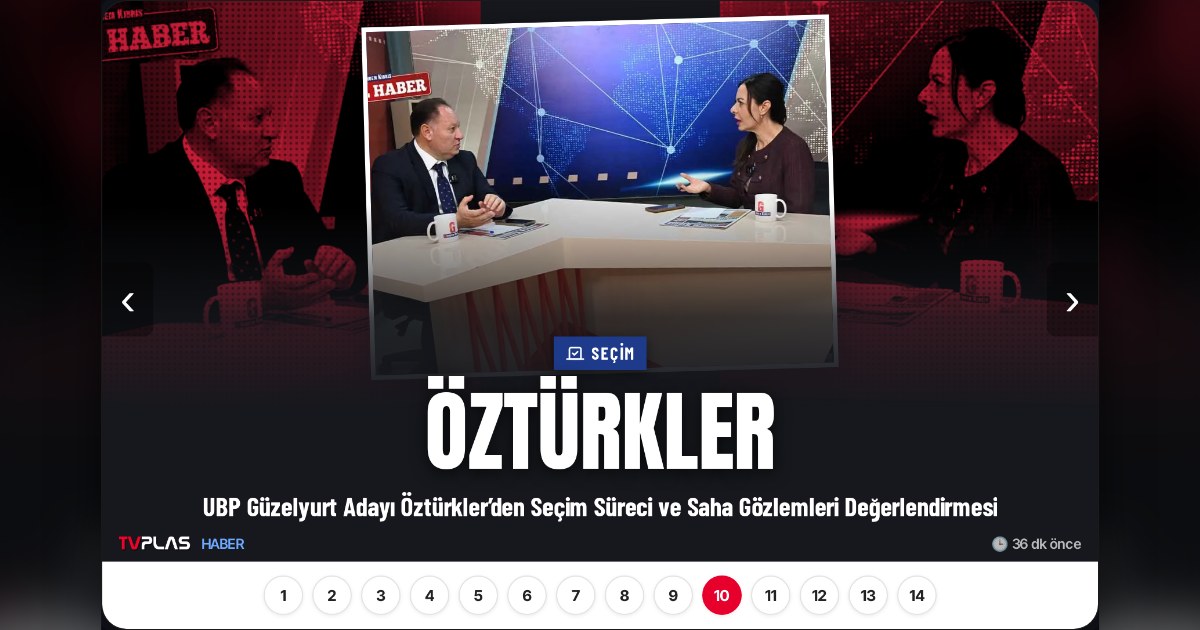 HABER
HABER
‹
›
SEÇİM
ÖZTÜRKLER
UBP Güzelyurt Adayı Öztürkler'den Seçim Süreci ve Saha Gözlemleri Değerlendirmesi
TVPLAS HABER
36 dk önce
1 2 3 4 5 6 7 8 9 10 11 12 13 14